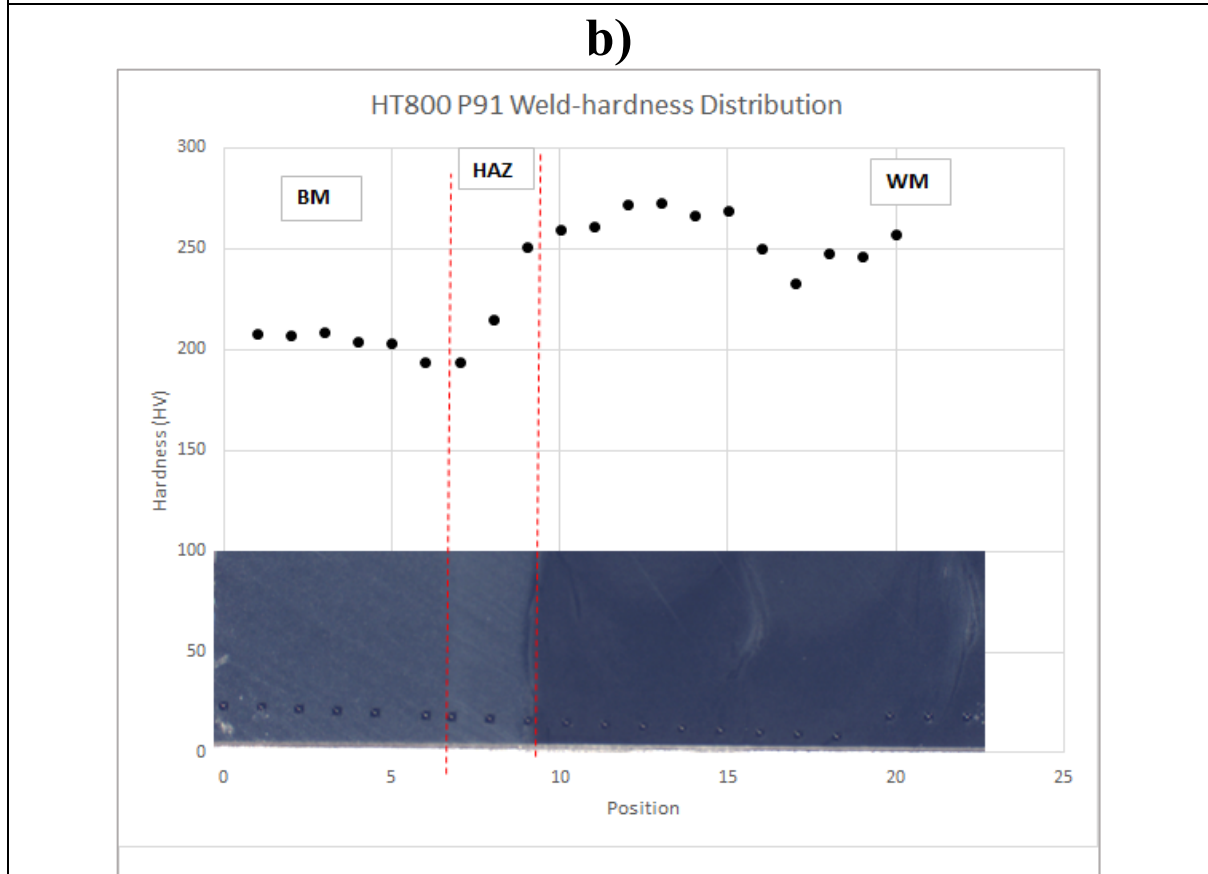 b)
HT800 P91 Weld-hardness Distribution
300
HAZ
BM
WM
250
200
150
100
50
0
Hardness (HV)
0 5 10 15 20 25
Position